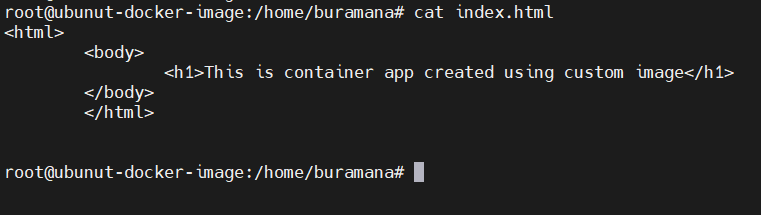 root@ubunut-docker-image:/home/buramana# cat index.html
<html>
        <body>
                <h1>This is container app created using custom image</h1>
        </body>
        </html>
root@ubunut-docker-image:/home/buramana#